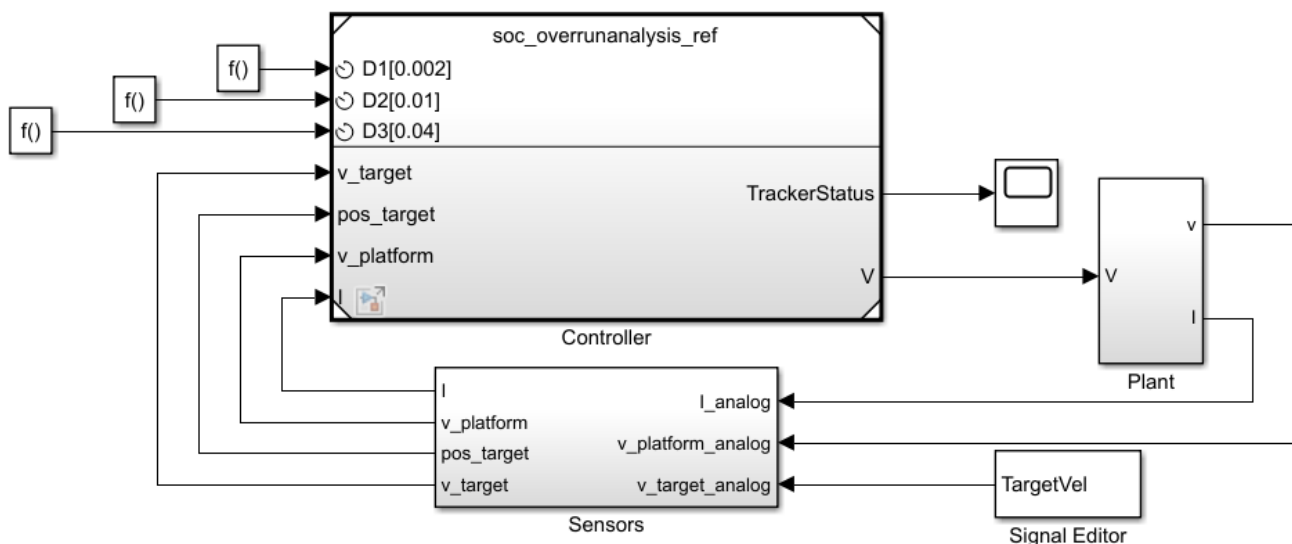 soc_overrunanalysis_ref
f()
D1[0.002]
f()
D2[0.01]
f()
D3[0.04]
v_target
pos_target
v_platform
I
TrackerStatus
V
Controller
V
v
I
Plant
I
v_platform
pos_target
v_target
I_analog
v_platform_analog
v_target_analog
Sensors
TargetVel
Signal Editor